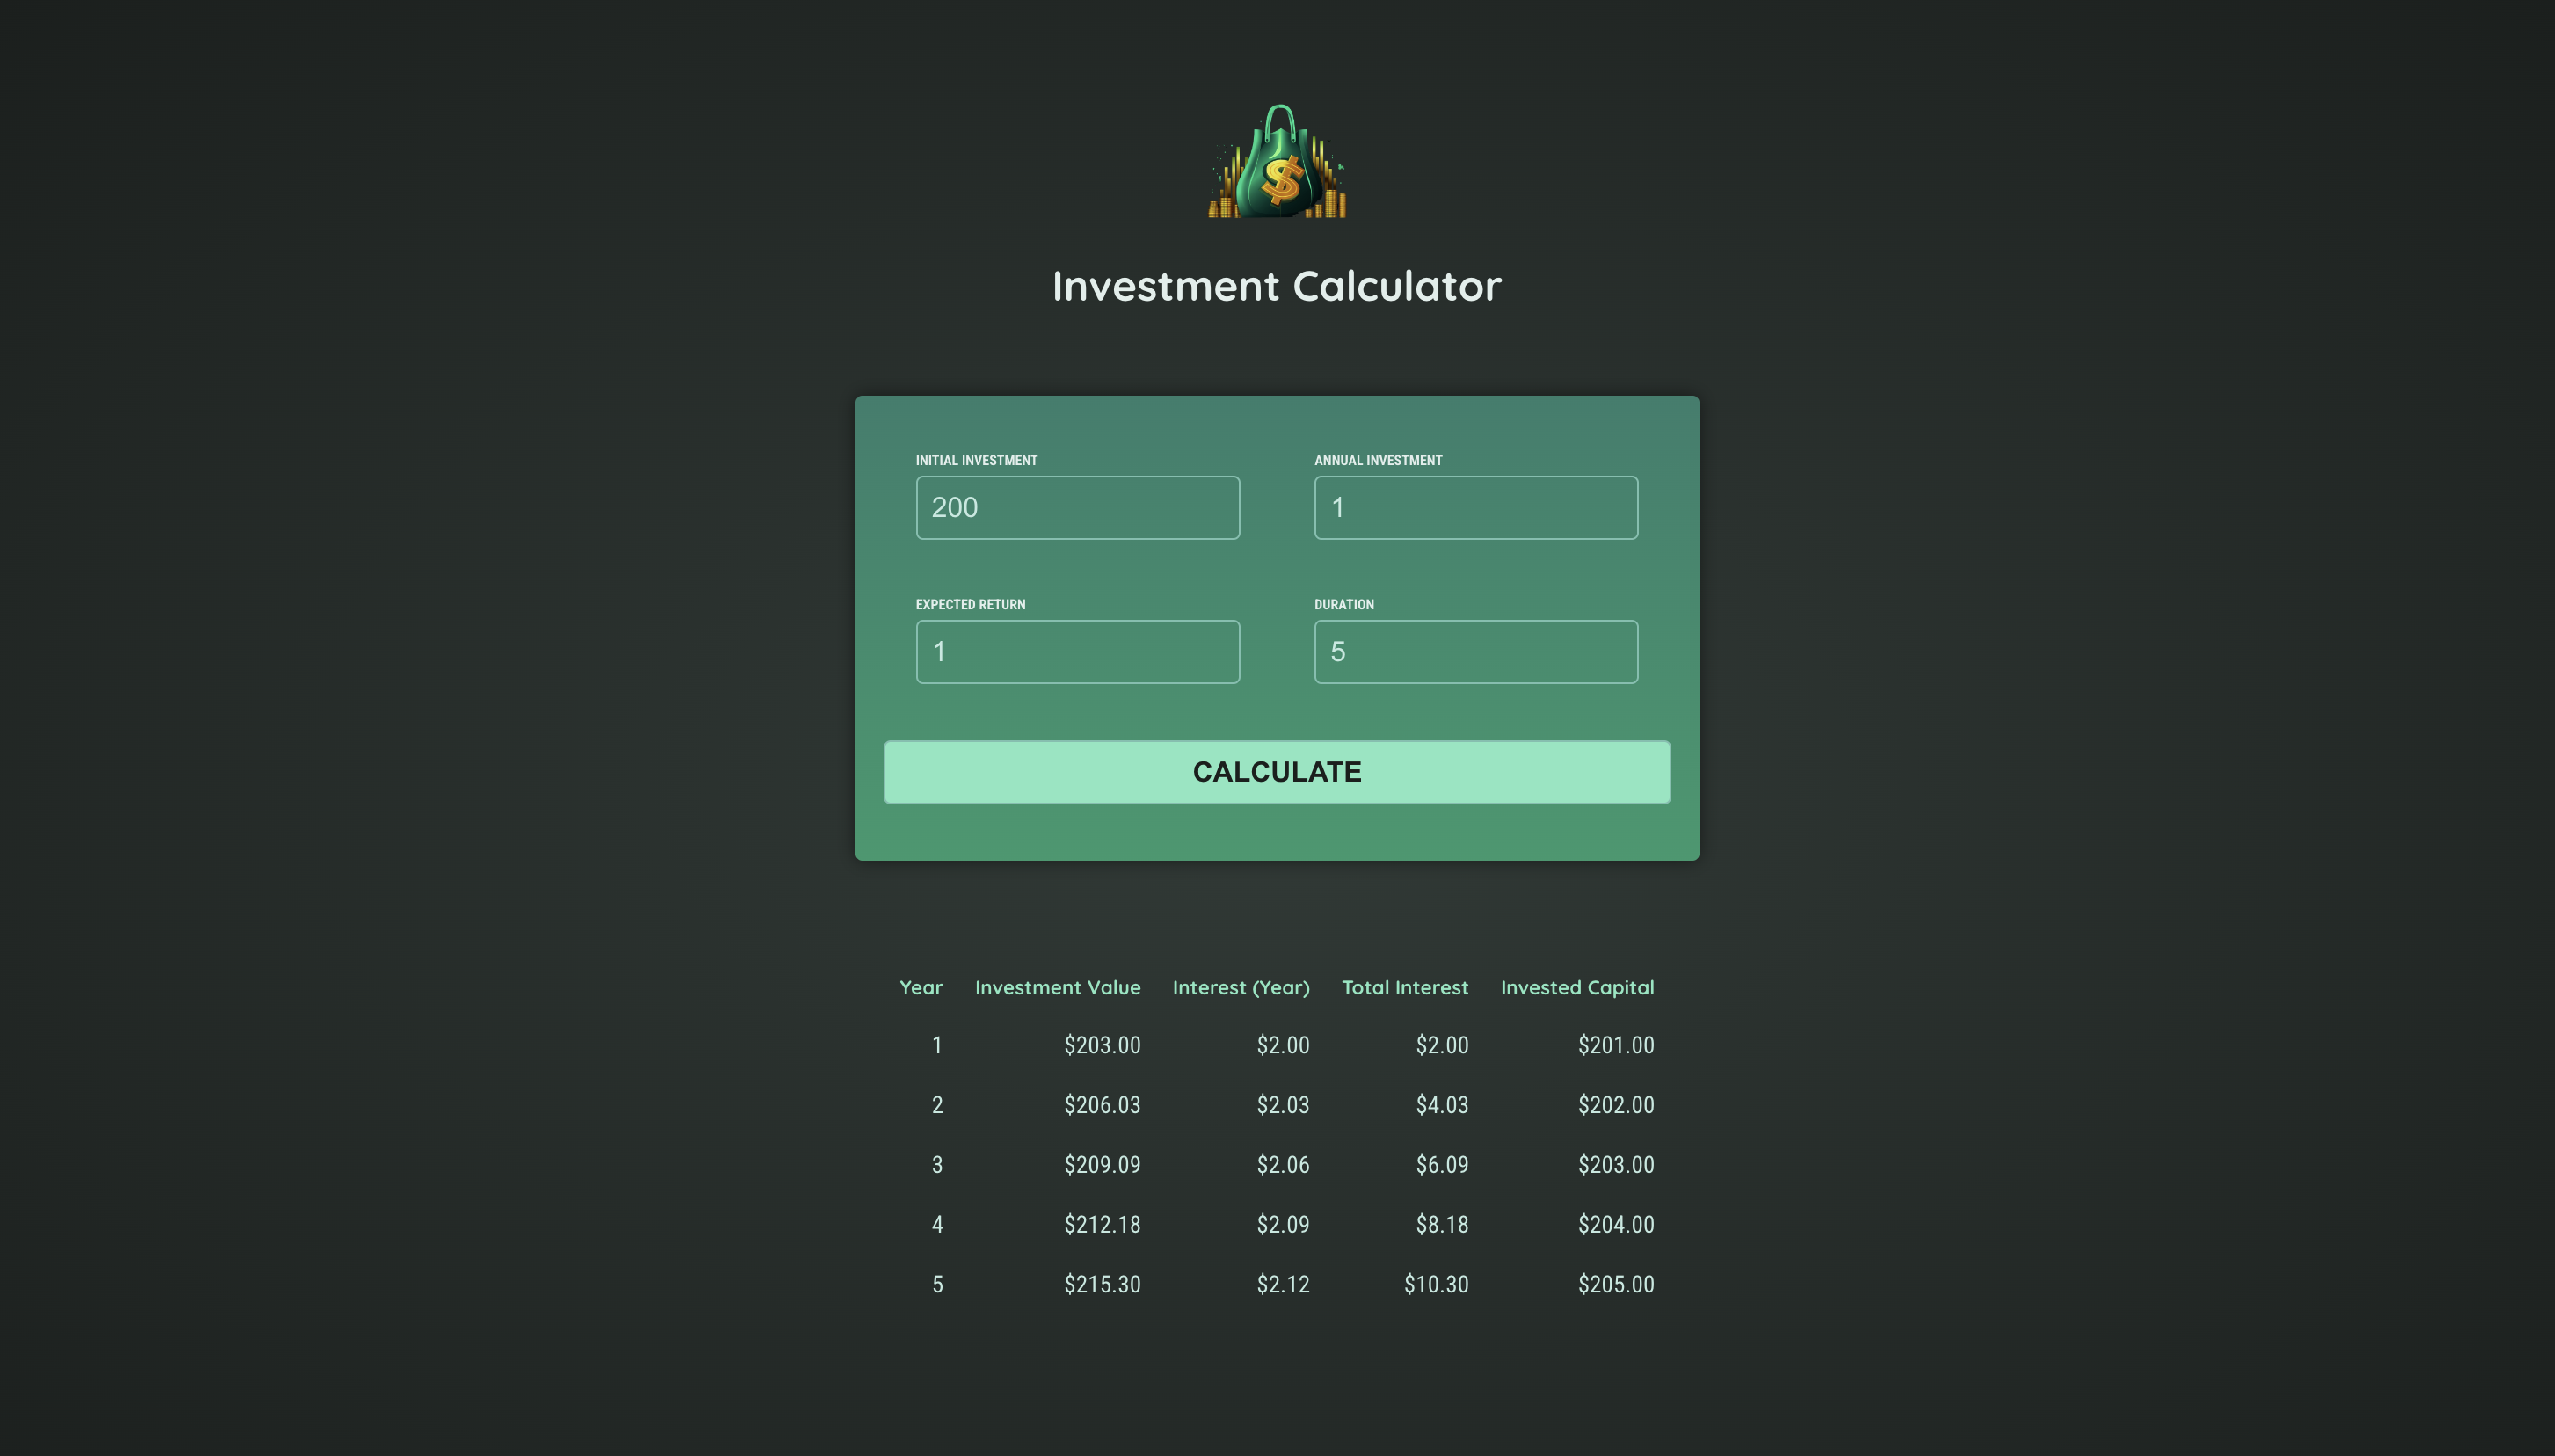 $
Investment Calculator
INITIAL INVESTMENT ANNUAL INVESTMENT
200 1
EXPECTED RETURN DURATION
1 5
CALCULATE
Year Investment Value Interest (Year) Total Interest Invested Capital
1 $203.00 $2.00 $2.00 $201.00
2 $206.03 $2.03 $4.03 $202.00
3 $209.09 $2.06 $6.09 $203.00
4 $212.18 $2.09 $8.18 $204.00
5 $215.30 $2.12 $10.30 $205.00